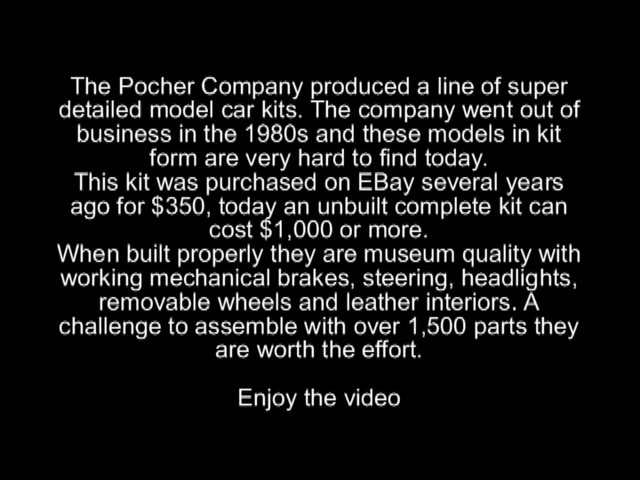 The Pocher Company produced a line of super
detailed model car kits. The company went out of
business in the 1980s and these models in kit
form are very hard to find today.
This kit was purchased on EBay several years
ago for $350, today an unbuilt complete kit can
cost $1,000 or more.
When built properly they are museum quality with
working mechanical brakes, steering, headlights,
removable wheels and leather interiors. A
challenge to assemble with over 1,500 parts they
are worth the effort.
Enjoy the video